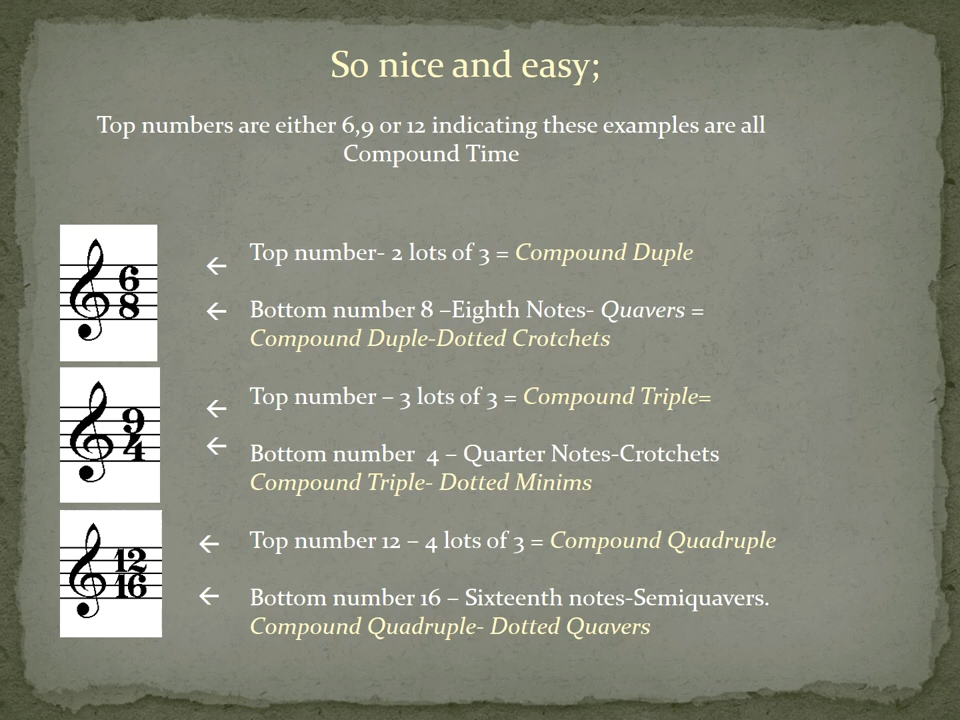 So nice and easy;
Top numbers are either 6,9 or 12 indicating these examples are all
Compound Time
6
8
← Top number- 2 lots of 3 = Compound Duple
← Bottom number 8 –Eighth Notes- Quavers =
Compound Duple-Dotted Crotchets
9
4
← Top number – 3 lots of 3 = Compound Triple=
← Bottom number  4 – Quarter Notes-Crotchets
Compound Triple- Dotted Minims
12
16
← Top number 12 – 4 lots of 3 = Compound Quadruple
← Bottom number 16 – Sixteenth notes-Semiquavers.
Compound Quadruple- Dotted Quavers